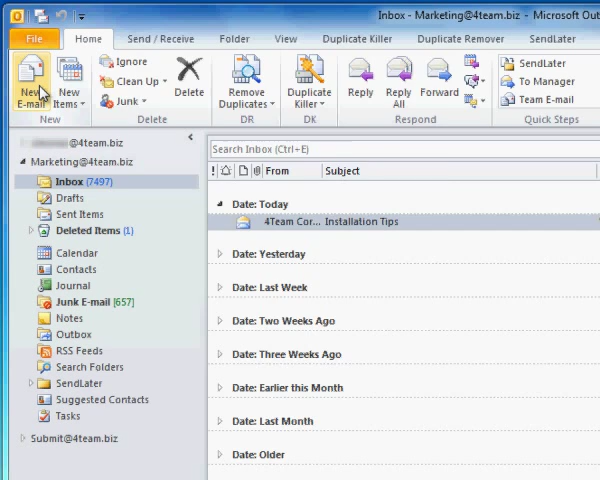 Inbox - Marketing@4team.biz - Microsoft Out
File Home Send / Receive Folder View Duplicate Killer Duplicate Remover SendLater
New E-mail
New Items
Ignore
Clean Up
Junk
Delete
Remove Duplicates
Duplicate Killer
Reply
Reply All
Forward
SendLater
To Manager
Team E-mail
New Delete DR DK Respond Quick Steps
@4team.biz
Marketing@4team.biz
Inbox (7497)
Drafts
Sent Items
Deleted Items (1)
Calendar
Contacts
Journal
Junk E-mail [657]
Notes
Outbox
RSS Feeds
Search Folders
SendLater
Suggested Contacts
Tasks
Submit@4team.biz
Search Inbox (Ctrl+E)
From Subject
Date: Today
4Team Cor... Installation Tips
Date: Yesterday
Date: Last Week
Date: Two Weeks Ago
Date: Three Weeks Ago
Date: Earlier this Month
Date: Last Month
Date: Older